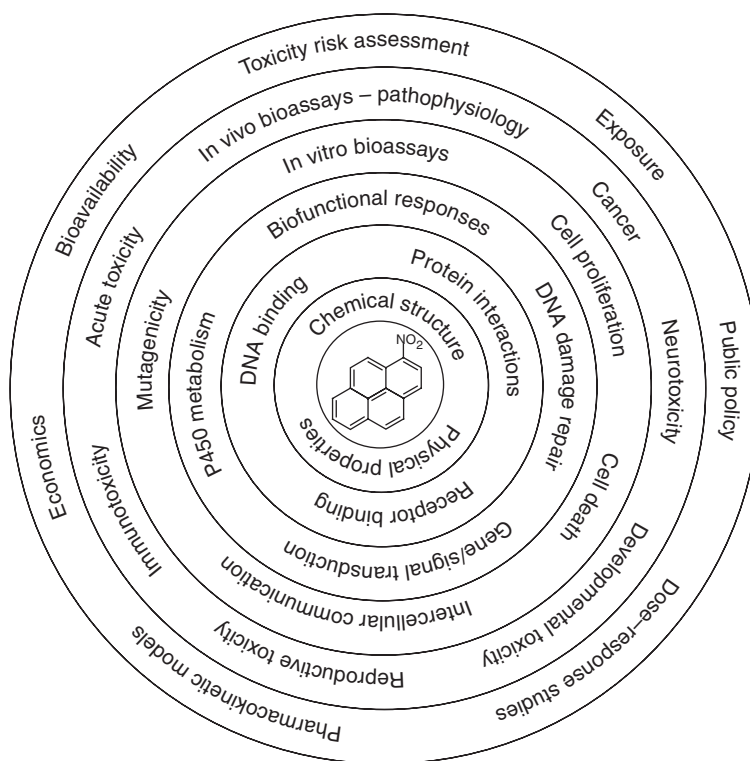 Toxicity risk assessment
Exposure
Public policy
Dose–response studies
Pharmacokinetic models
Economics
Bioavailability
In vivo bioassays – pathophysiology
Cancer
Neurotoxicity
Developmental toxicity
Reproductive toxicity
Immunotoxicity
Acute toxicity
In vitro bioassays
Cell proliferation
Cell death
Intercellular communication
Mutagenicity
Biofunctional responses
DNA damage repair
Gene/signal transduction
P450 metabolism
Protein interactions
Receptor binding
DNA binding
Chemical structure
Physical properties
NO2